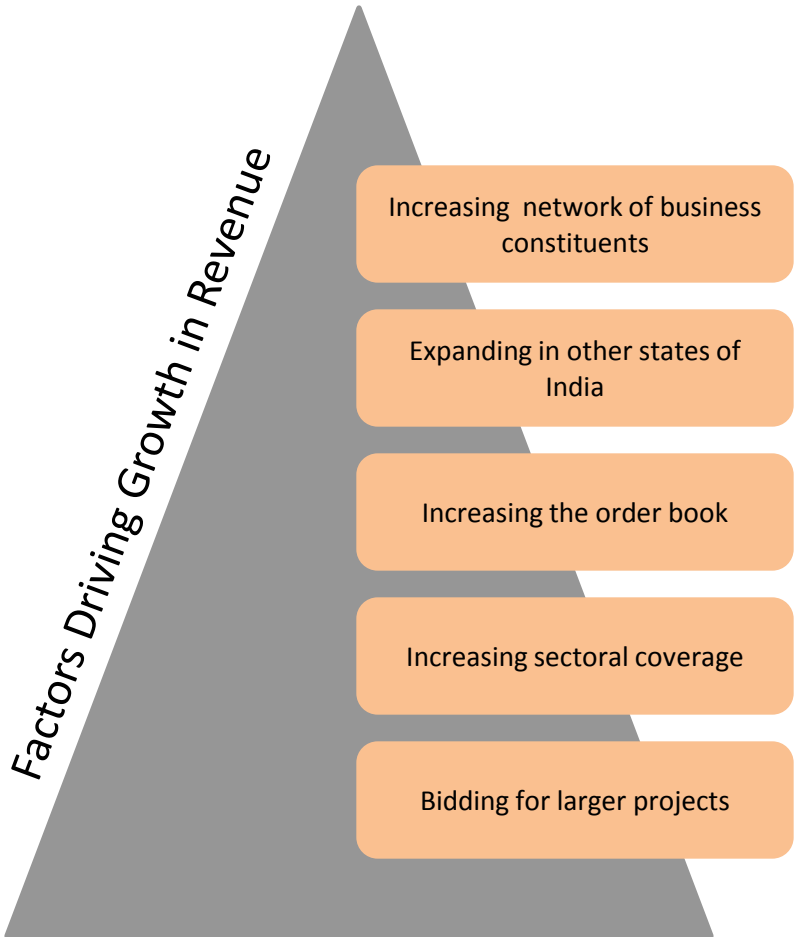 Factors Driving Growth in Revenue
Increasing network of business
constituents
Expanding in other states of
India
Increasing the order book
Increasing sectoral coverage
Bidding for larger projects